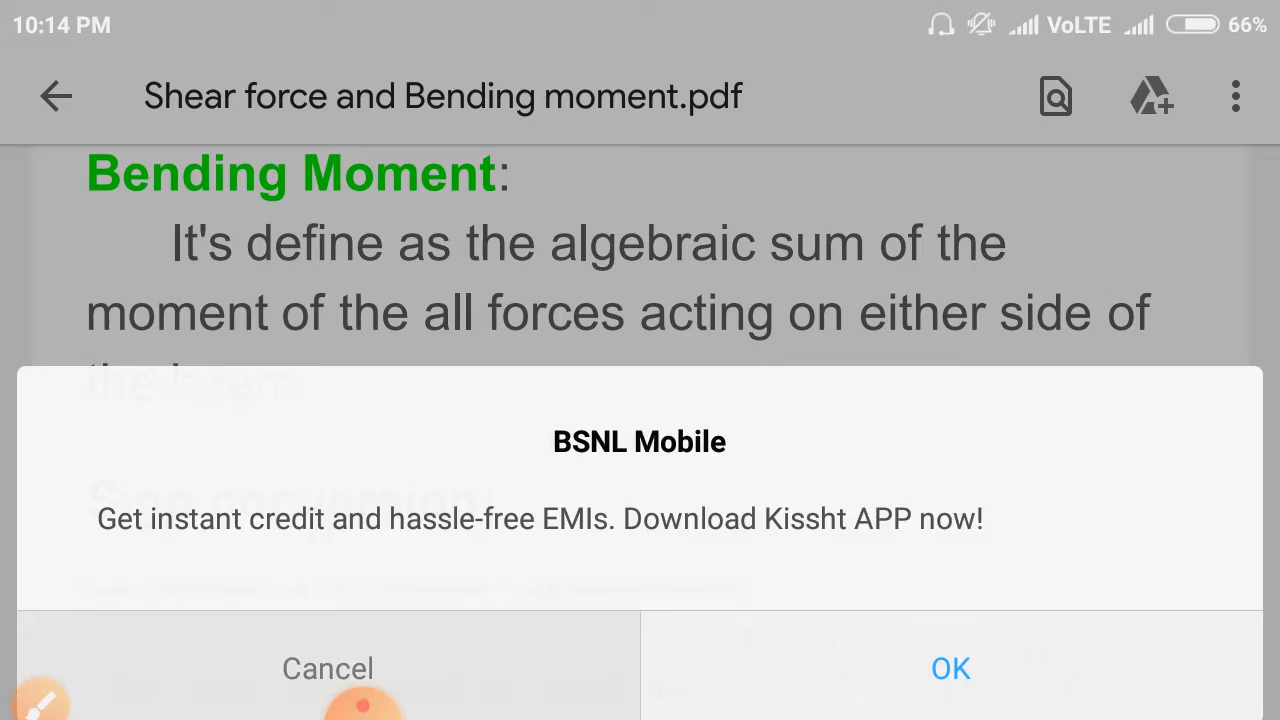 10:14 PM VoLTE 66%
Shear force and Bending moment.pdf
Bending Moment:
It's define as the algebraic sum of the
moment of the all forces acting on either side of
the
BSNL Mobile
Get instant credit and hassle-free EMIs. Download Kissht APP now!
Cancel OK